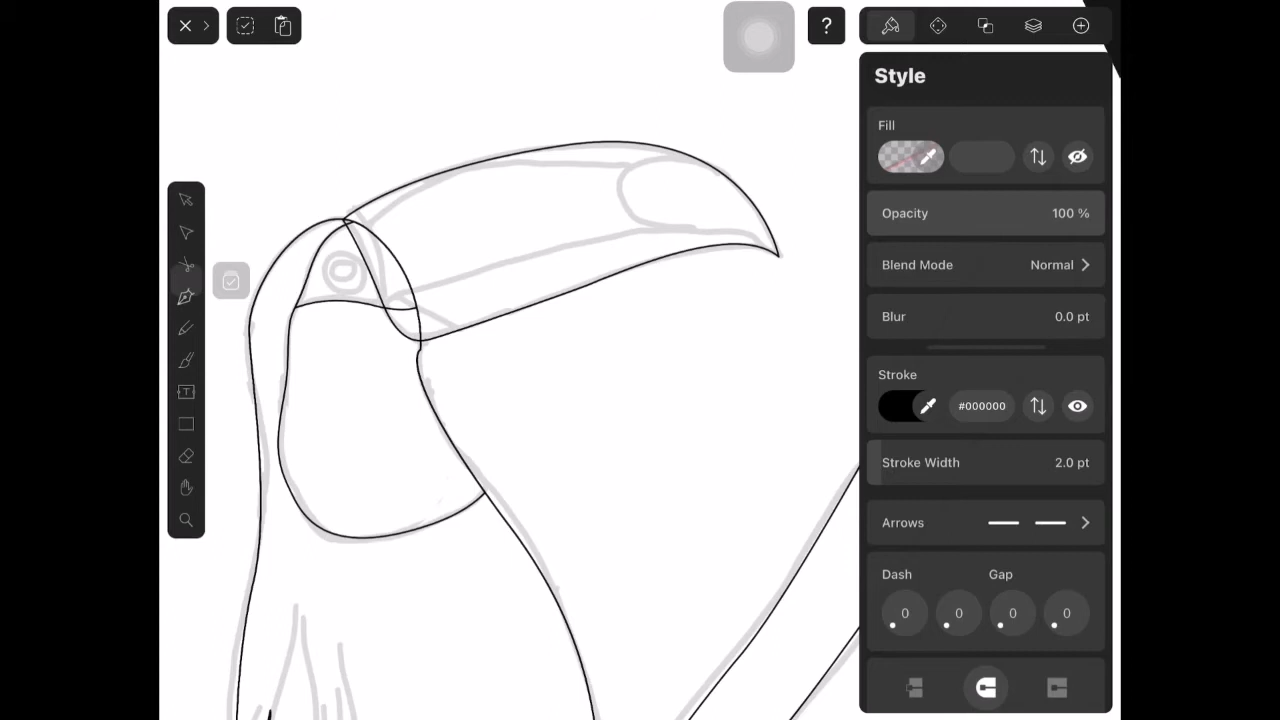 ?
Style
Fill
Opacity 100 %
Blend Mode Normal
Blur 0.0 pt
Stroke
#000000
Stroke Width 2.0 pt
Arrows
Dash Gap
0 0 0 0
T